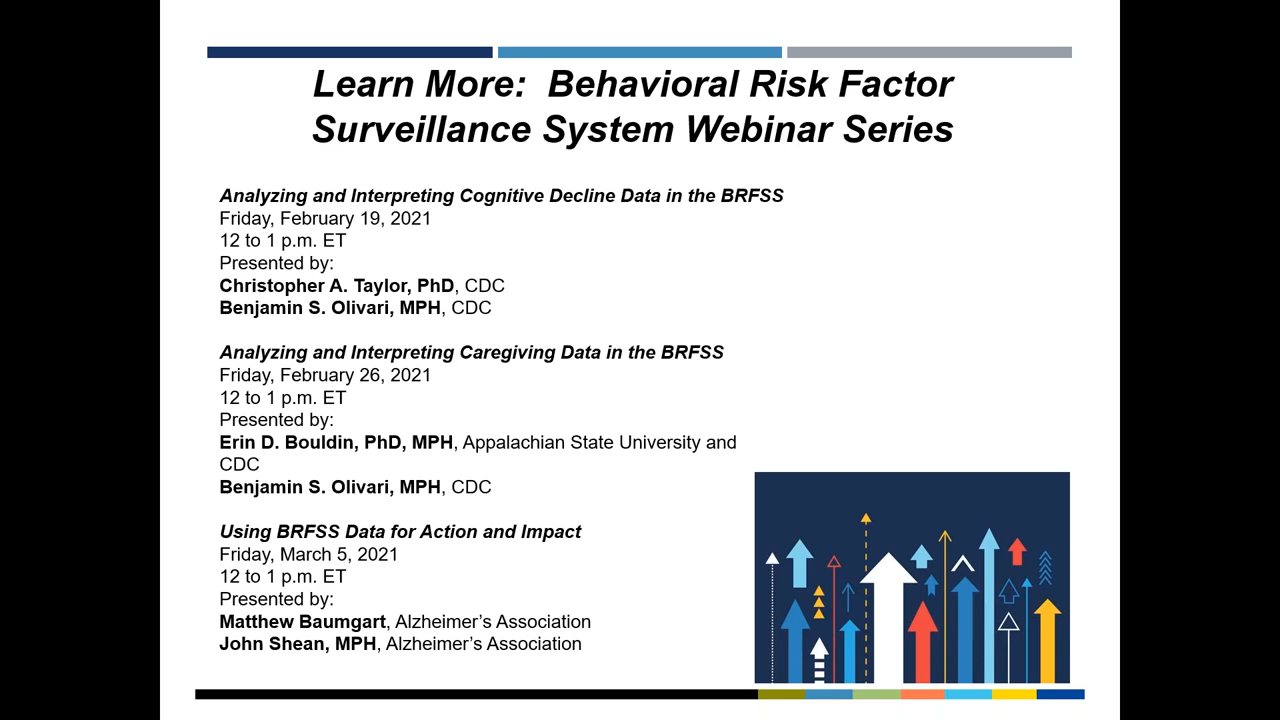 Learn More:  Behavioral Risk Factor
Surveillance System Webinar Series
Analyzing and Interpreting Cognitive Decline Data in the BRFSS
Friday, February 19, 2021
12 to 1 p.m. ET
Presented by:
Christopher A. Taylor, PhD, CDC
Benjamin S. Olivari, MPH, CDC
Analyzing and Interpreting Caregiving Data in the BRFSS
Friday, February 26, 2021
12 to 1 p.m. ET
Presented by:
Erin D. Bouldin, PhD, MPH, Appalachian State University and
CDC
Benjamin S. Olivari, MPH, CDC
Using BRFSS Data for Action and Impact
Friday, March 5, 2021
12 to 1 p.m. ET
Presented by:
Matthew Baumgart, Alzheimer’s Association
John Shean, MPH, Alzheimer’s Association